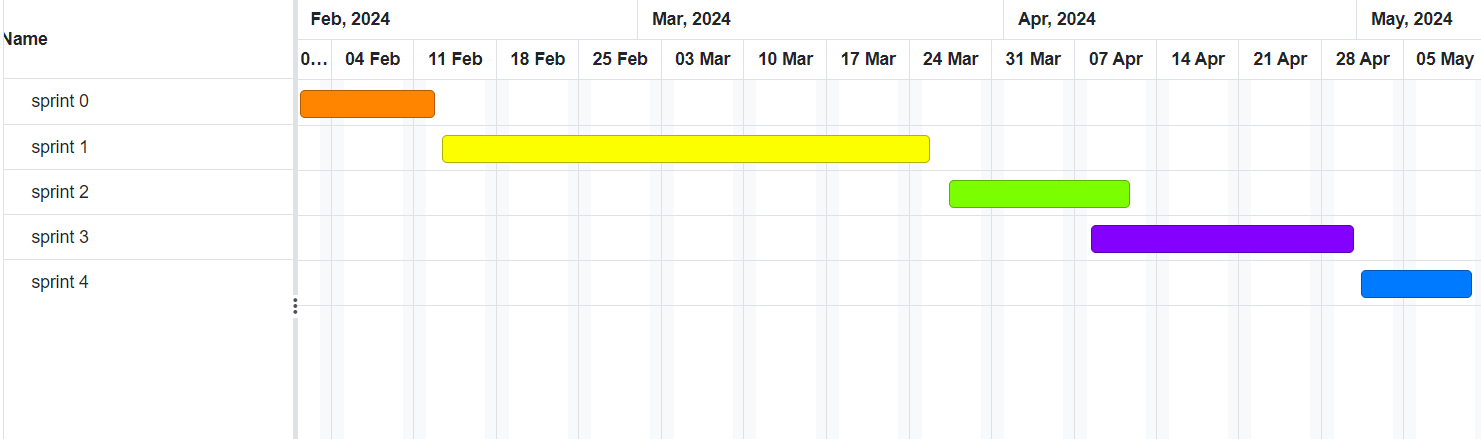 Feb, 2024 Mar, 2024 Apr, 2024 May, 2024
Name
0... 04 Feb 11 Feb 18 Feb 25 Feb 03 Mar 10 Mar 17 Mar 24 Mar 31 Mar 07 Apr 14 Apr 21 Apr 28 Apr 05 May
sprint 0
sprint 1
sprint 2
sprint 3
sprint 4